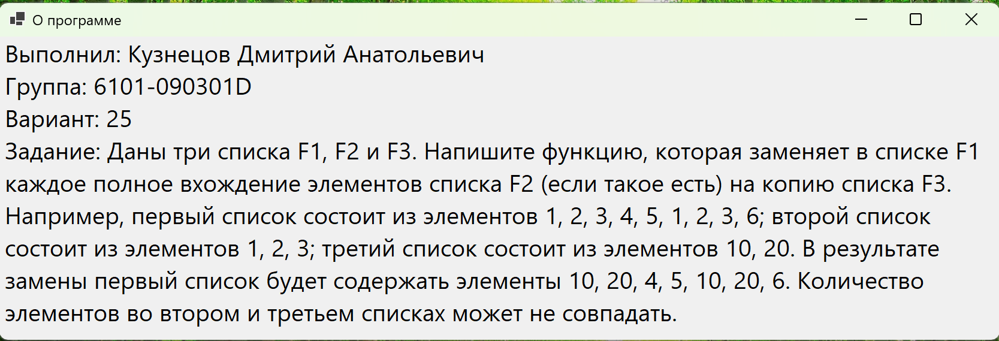 О программе
Выполнил: Кузнецов Дмитрий Анатольевич
Группа: 6101-090301D
Вариант: 25
Задание: Даны три списка F1, F2 и F3. Напишите функцию, которая заменяет в списке F1
каждое полное вхождение элементов списка F2 (если такое есть) на копию списка F3.
Например, первый список состоит из элементов 1, 2, 3, 4, 5, 1, 2, 3, 6; второй список
состоит из элементов 1, 2, 3; третий список состоит из элементов 10, 20. В результате
замены первый список будет содержать элементы 10, 20, 4, 5, 10, 20, 6. Количество
элементов во втором и третьем списках может не совпадать.